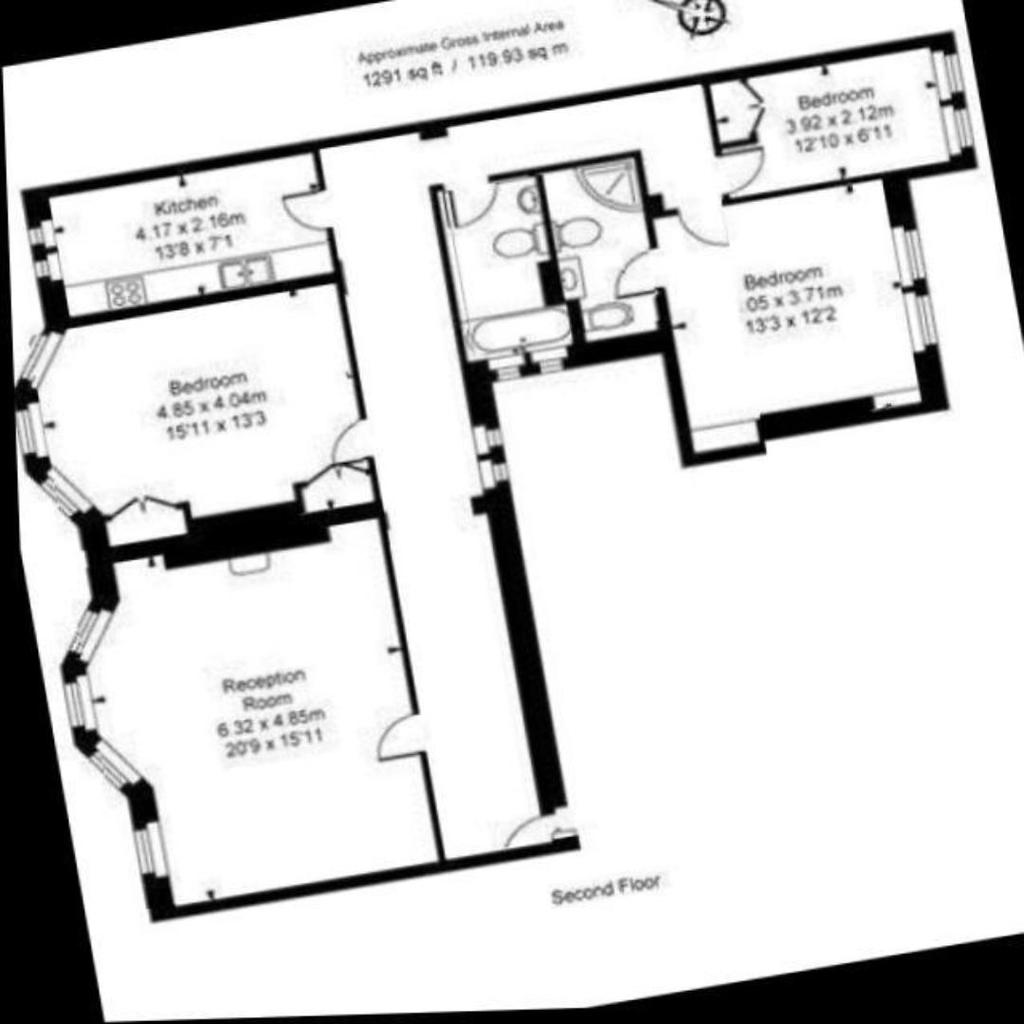 Approximate Gross Internal Area
1291 sq ft / 119.93 sq m
Bedroom
3.92 x 2.12m
12'10 x 6'11
Kitchen
4.17 x 2.16m
13'8 x 7'1
Bedroom
05 x 3.71m
13'3 x 12'2
Bedroom
4.85 x 4.04m
15'11 x 13'3
Reception
Room
6.32 x 4.85m
20'9 x 15'11
Second Floor